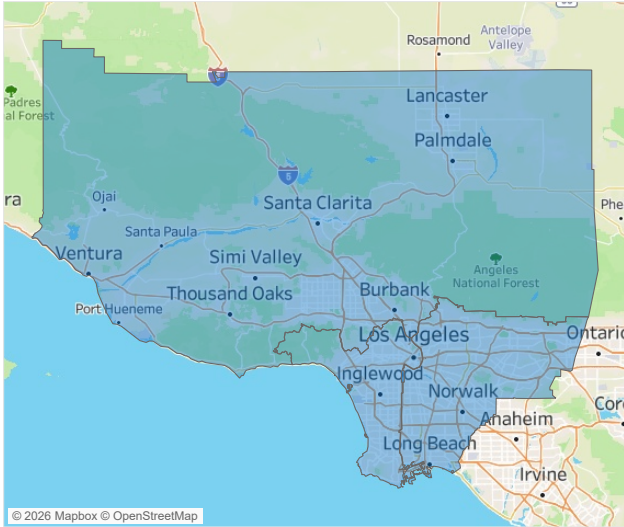 Rosamond
Antelope
Valley
Padres
al Forest
Lancaster
Palmdale
5
5
ra
Ojai
Santa Clarita
Phe
Santa Paula
Ventura
Simi Valley
Angeles
National Forest
Thousand Oaks
Burbank
Port Hueneme
Los Angeles
Ontario
Inglewood
Norwalk
Cor
Anaheim
Long Beach
Irvine
© 2026 Mapbox © OpenStreetMap